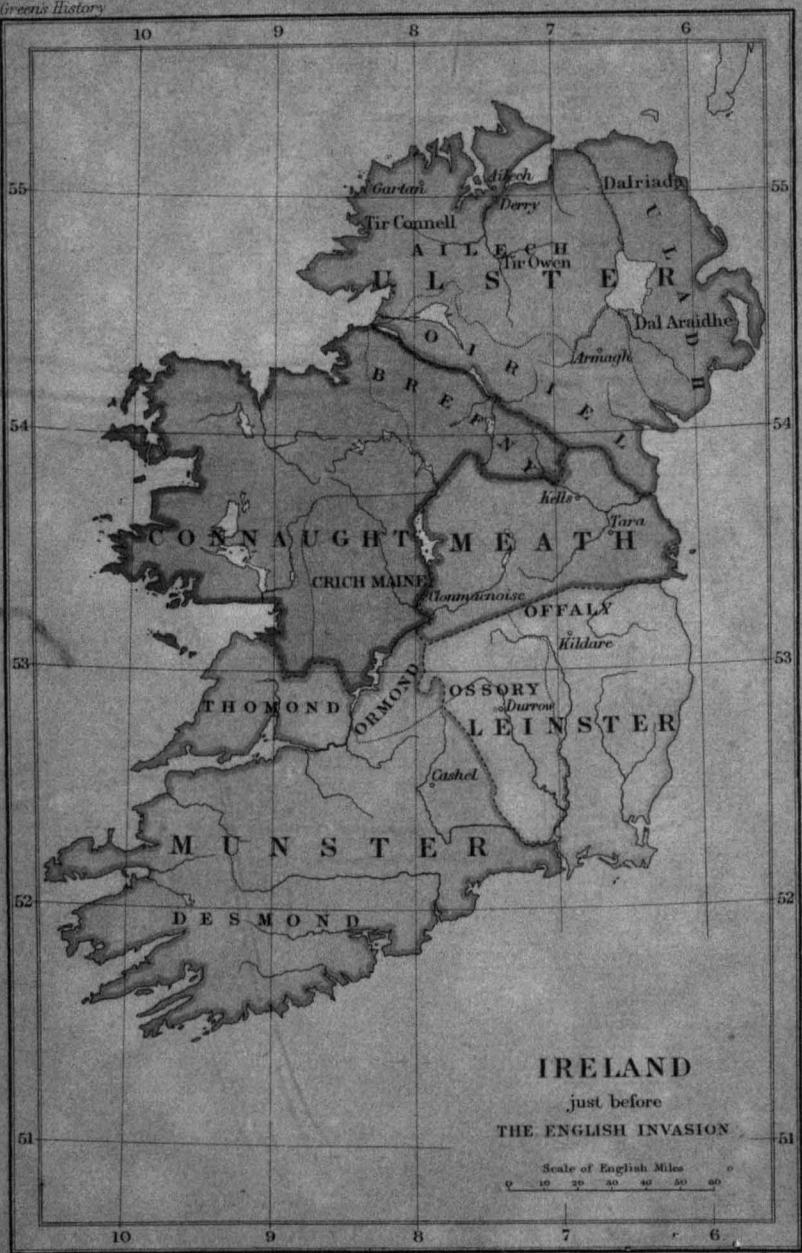 Green's History
10 9 8 7 6
55 55
Ailech
Dalriada
Gartan
Derry
Tir Connell
ULADH
AILECH
Tir Owen
ULSTER
Dal Araidhe
OIRIEL
Armagh
BREFNY
54 54
Kells
Tara
CONNAUGHT
MEATH
CRICH MAINE
Clonmacnoise
OFFALY
Kildare
53 53
ORMOND
OSSORY
THOMOND
Durrow
LEINSTER
Cashel
MUNSTER
52 52
DESMOND
IRELAND
just before
THE ENGLISH INVASION
51 51
Scale of English Miles
0 10 20 30 40 50 60
10 9 8 7 6